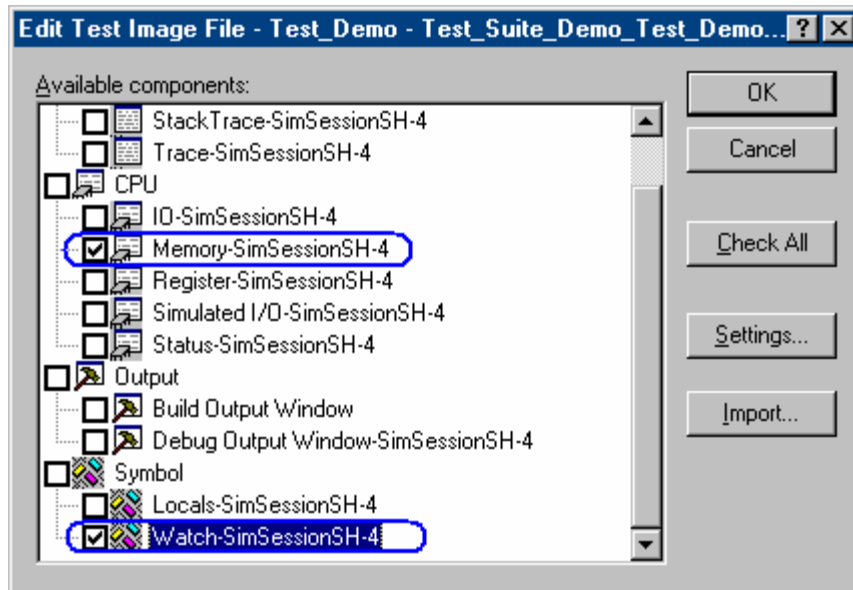 Edit Test Image File - Test_Demo - Test_Suite_Demo_Test_Demo...
Available components:
StackTrace-SimSessionSH-4
Trace-SimSessionSH-4
CPU
IO-SimSessionSH-4
Memory-SimSessionSH-4
Register-SimSessionSH-4
Simulated I/O-SimSessionSH-4
Status-SimSessionSH-4
Output
Build Output Window
Debug Output Window-SimSessionSH-4
Symbol
Locals-SimSessionSH-4
Watch-SimSessionSH-4
OK
Cancel
Check All
Settings...
Import...